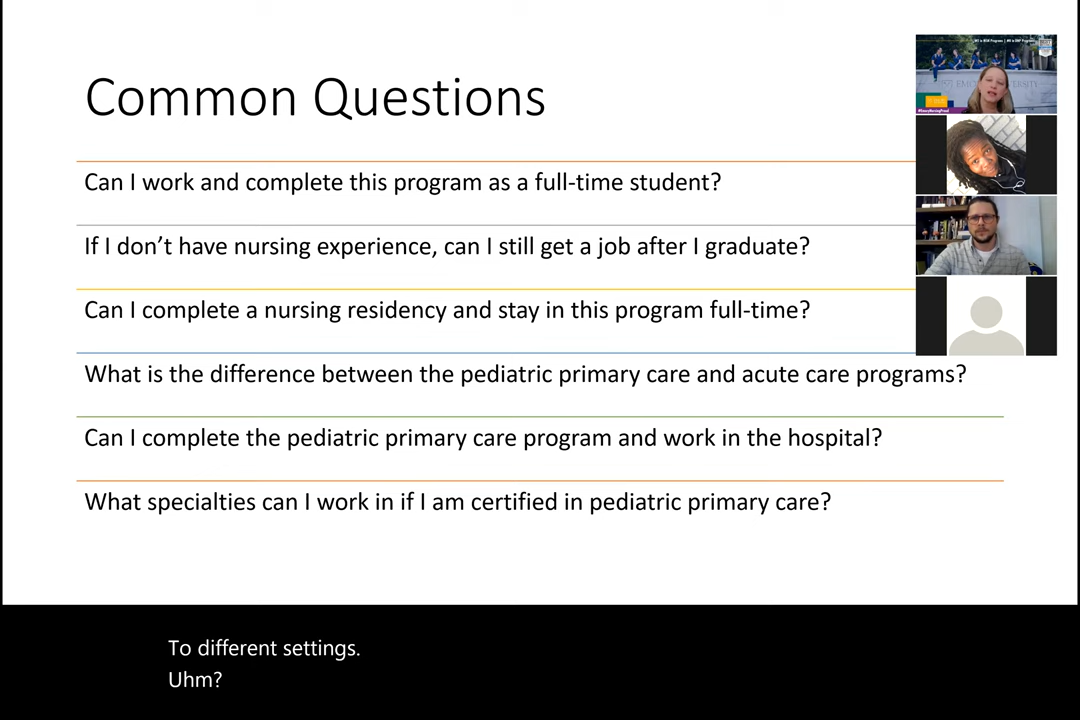 Common Questions
Can I work and complete this program as a full-time student?
If I don't have nursing experience, can I still get a job after I graduate?
Can I complete a nursing residency and stay in this program full-time?
What is the difference between the pediatric primary care and acute care programs?
Can I complete the pediatric primary care program and work in the hospital?
What specialties can I work in if I am certified in pediatric primary care?
To different settings.
Uhm?